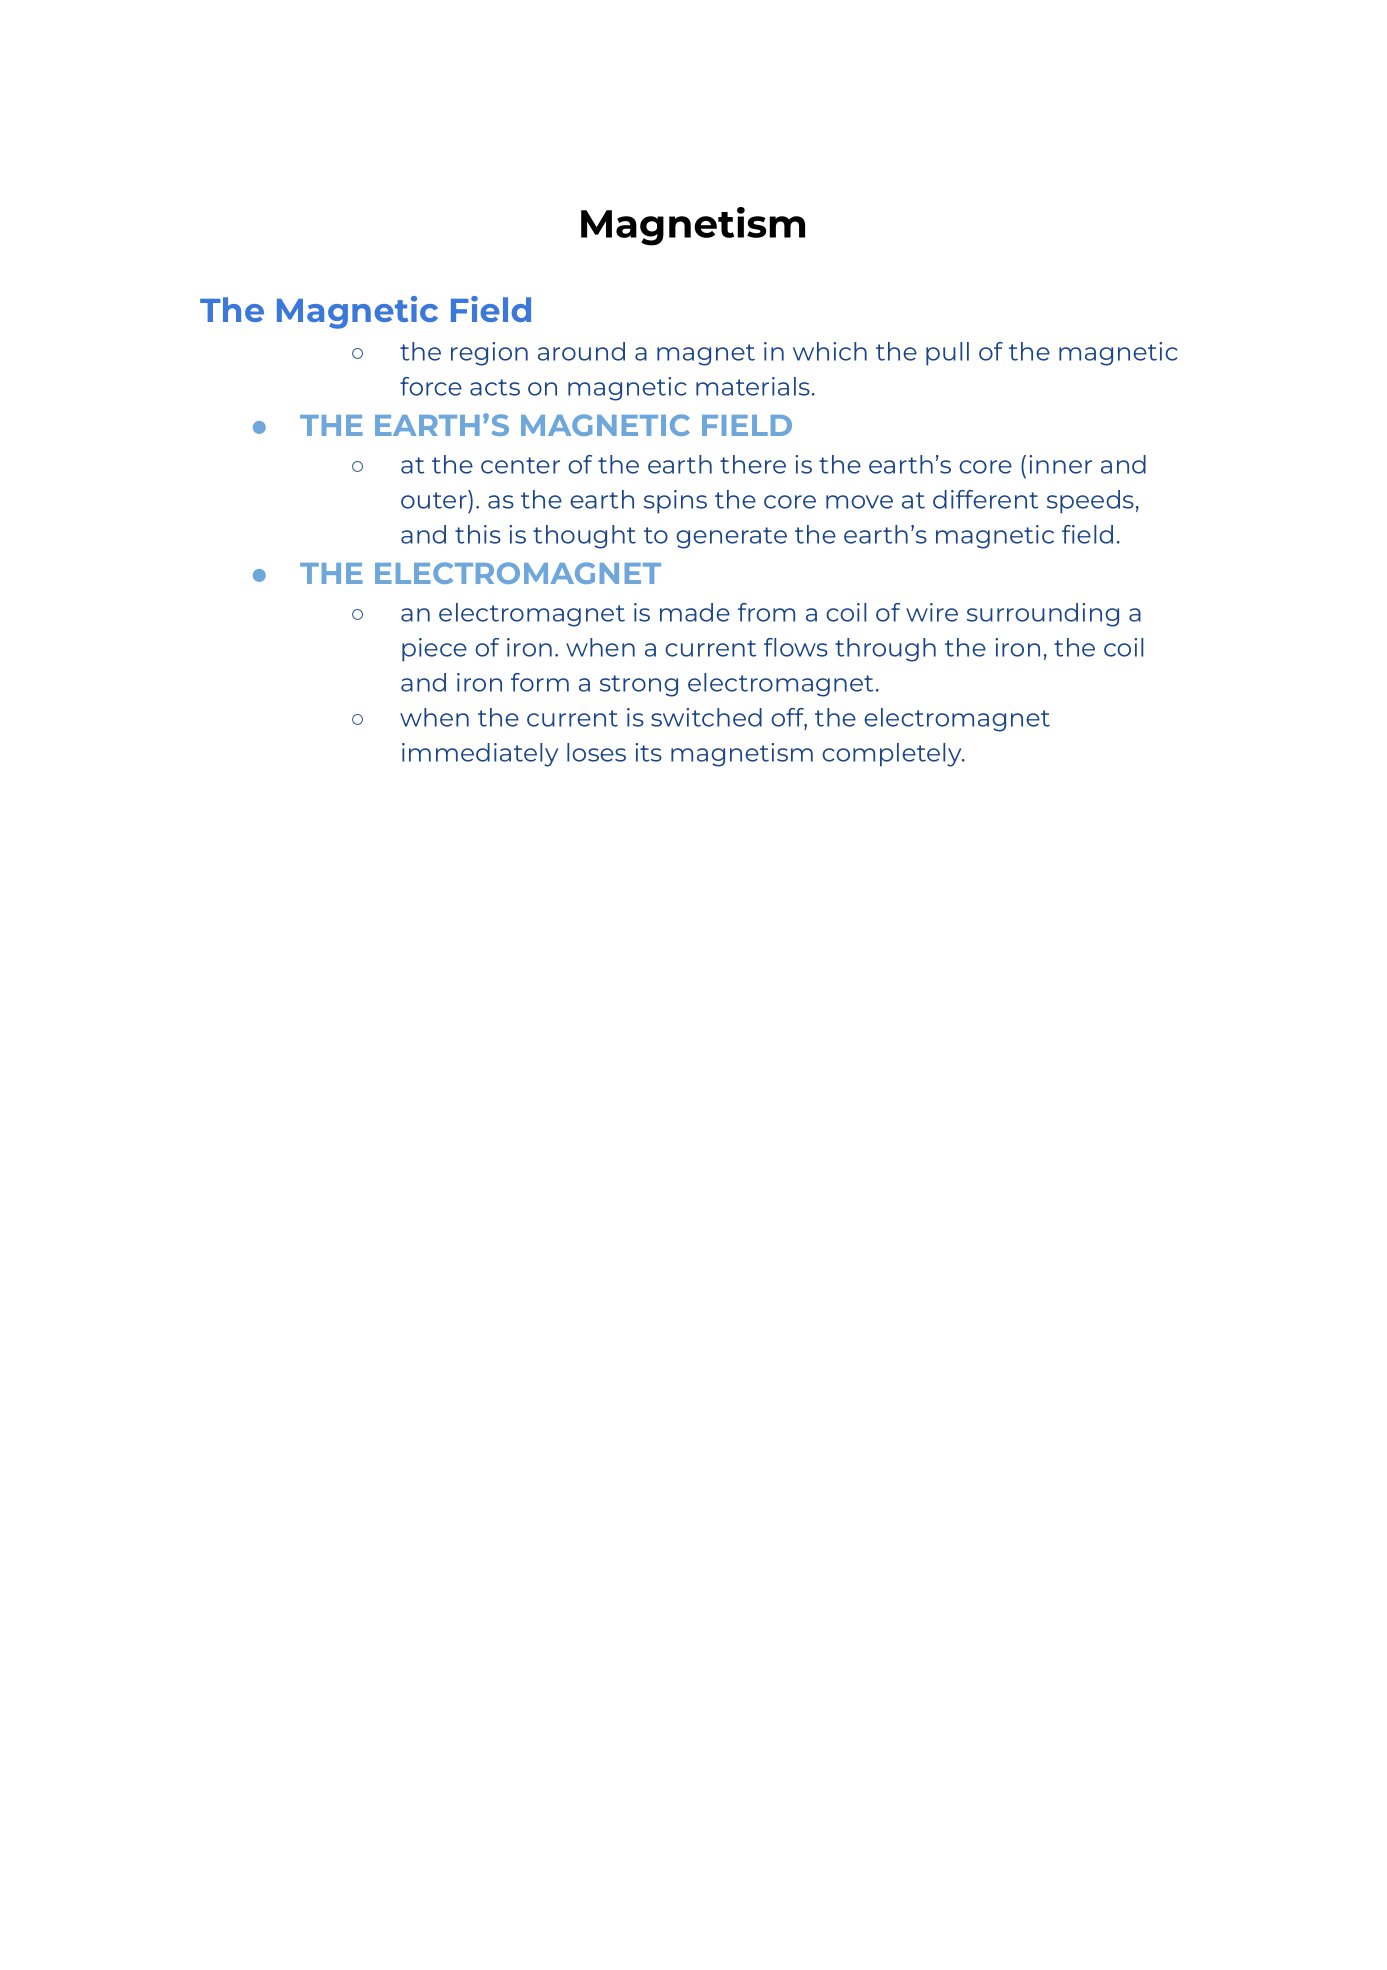 Magnetism
The Magnetic Field
○ the region around a magnet in which the pull of the magnetic
force acts on magnetic materials.
● THE EARTH’S MAGNETIC FIELD
○ at the center of the earth there is the earth’s core (inner and
outer). as the earth spins the core move at different speeds,
and this is thought to generate the earth’s magnetic field.
● THE ELECTROMAGNET
○ an electromagnet is made from a coil of wire surrounding a
piece of iron. when a current flows through the iron, the coil
and iron form a strong electromagnet.
○ when the current is switched off, the electromagnet
immediately loses its magnetism completely.